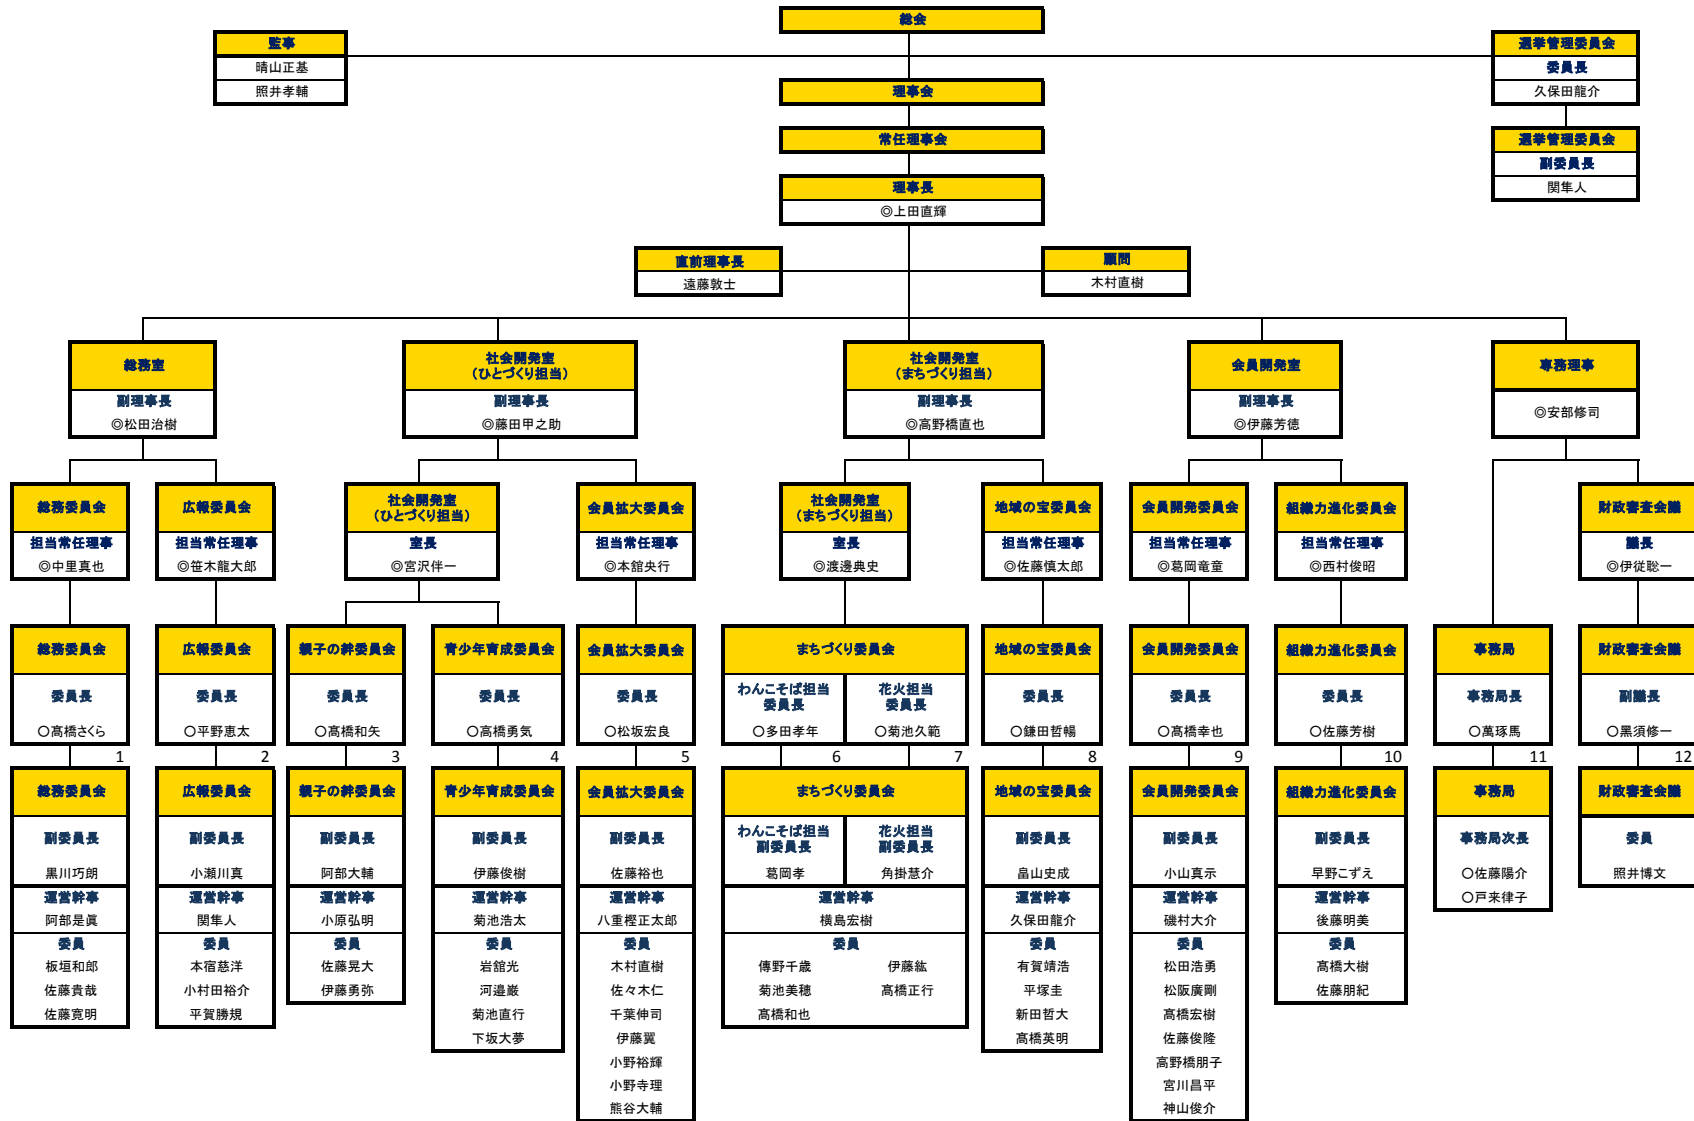 総会
監事
晴山正基
照井孝輔
選挙管理委員会
委員長
久保田龍介
理事会
常任理事会
選挙管理委員会
副委員長
関隼人
理事長
◎上田直輝
直前理事長
遠藤敦士
顧問
木村直樹
総務室
副理事長
◎松田治樹
社会開発室
(ひとづくり担当)
副理事長
◎藤田甲之助
社会開発室
(まちづくり担当)
副理事長
◎高野橋直也
会員開発室
副理事長
◎伊藤芳徳
専務理事
◎安部修司
総務委員会
担当常任理事
◎中里真也
広報委員会
担当常任理事
◎笹木龍大郎
社会開発室
(ひとづくり担当)
室長
◎宮沢伴一
会員拡大委員会
担当常任理事
◎本舘央行
社会開発室
(まちづくり担当)
室長
◎渡邊典史
地域の宝委員会
担当常任理事
◎佐藤慎太郎
会員開発委員会
担当常任理事
◎葛岡竜童
組織力進化委員会
担当常任理事
◎西村俊昭
財政審査会議
議長
◎伊従聡一
総務委員会
委員長
○高橋さくら
1
広報委員会
委員長
○平野恵太
2
親子の絆委員会
委員長
○髙橋和矢
3
青少年育成委員会
委員長
○高橋勇気
4
会員拡大委員会
委員長
○松坂宏良
5
まちづくり委員会
わんこそば担当
委員長
○多田孝年
6
花火担当
委員長
○菊池久範
7
地域の宝委員会
委員長
○鎌田哲暢
8
会員開発委員会
委員長
○髙橋幸也
9
組織力進化委員会
委員長
○佐藤芳樹
10
事務局
事務局長
○萬琢馬
11
財政審査会議
副議長
○黒須修一
12
総務委員会
副委員長
黒川巧朗
運営幹事
阿部是眞
委員
板垣和郎
佐藤貴哉
佐藤寛明
広報委員会
副委員長
小瀬川真
運営幹事
関隼人
委員
本宿慈洋
小村田裕介
平賀勝規
親子の絆委員会
副委員長
阿部大輔
運営幹事
小原弘明
委員
佐藤晃大
伊藤勇弥
青少年育成委員会
副委員長
伊藤俊樹
運営幹事
菊池浩太
委員
岩舘光
河邉巌
菊池直行
下坂大夢
会員拡大委員会
副委員長
佐藤裕也
運営幹事
八重樫正太郎
委員
木村直樹
佐々木仁
千葉伸司
伊藤翼
小野裕輝
小野寺理
熊谷大輔
まちづくり委員会
わんこそば担当
副委員長
葛岡孝
花火担当
副委員長
角掛慧介
運営幹事
横島宏樹
委員
傳野千歳
伊藤紘
菊池美穂
髙橋正行
髙橋和也
地域の宝委員会
副委員長
畠山史成
運営幹事
久保田龍介
委員
有賀靖浩
平塚圭
新田哲大
髙橋英明
会員開発委員会
副委員長
小山真示
運営幹事
磯村大介
委員
松田浩勇
松阪廣剛
髙橋宏樹
佐藤俊隆
高野橋朋子
宮川昌平
神山俊介
組織力進化委員会
副委員長
早野こずえ
運営幹事
後藤明美
委員
髙橋大樹
佐藤朋紀
事務局
事務局次長
○佐藤陽介
○戸来律子
財政審査会議
委員
照井博文